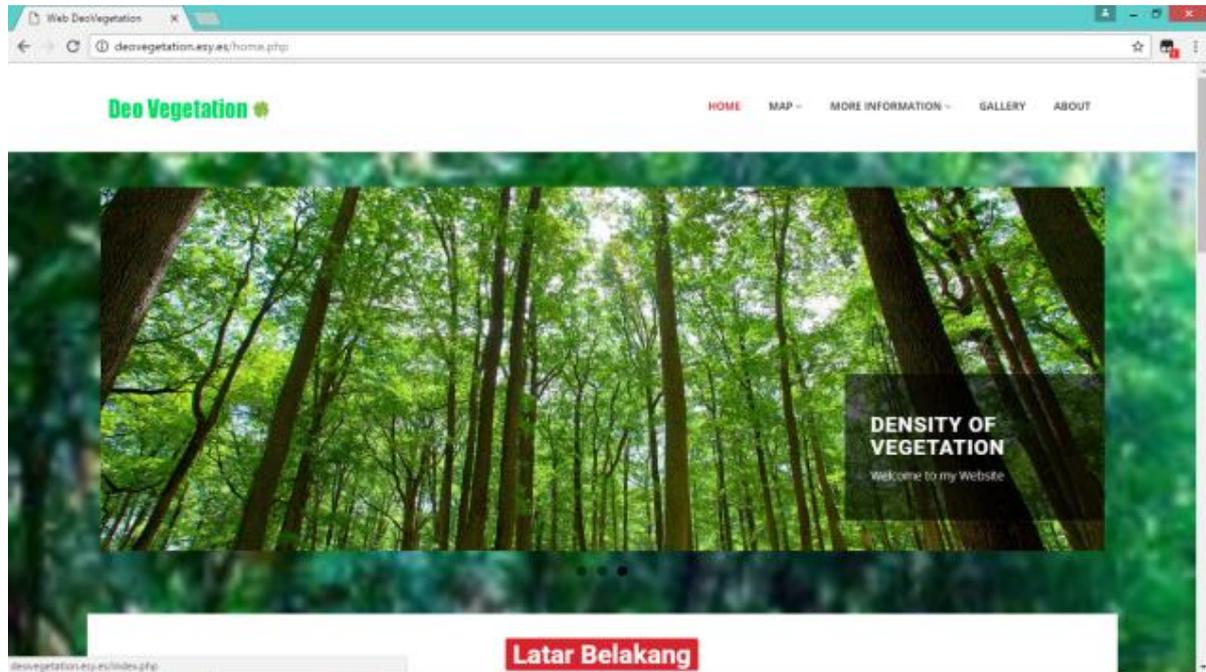 Web DeoVegetation
deovegetation.esy.es/home.php
Deo Vegetation
HOME MAP MORE INFORMATION GALLERY ABOUT
DENSITY OF
VEGETATION
Welcome to my Website
Latar Belakang
deovegetation.esy.es/index.php